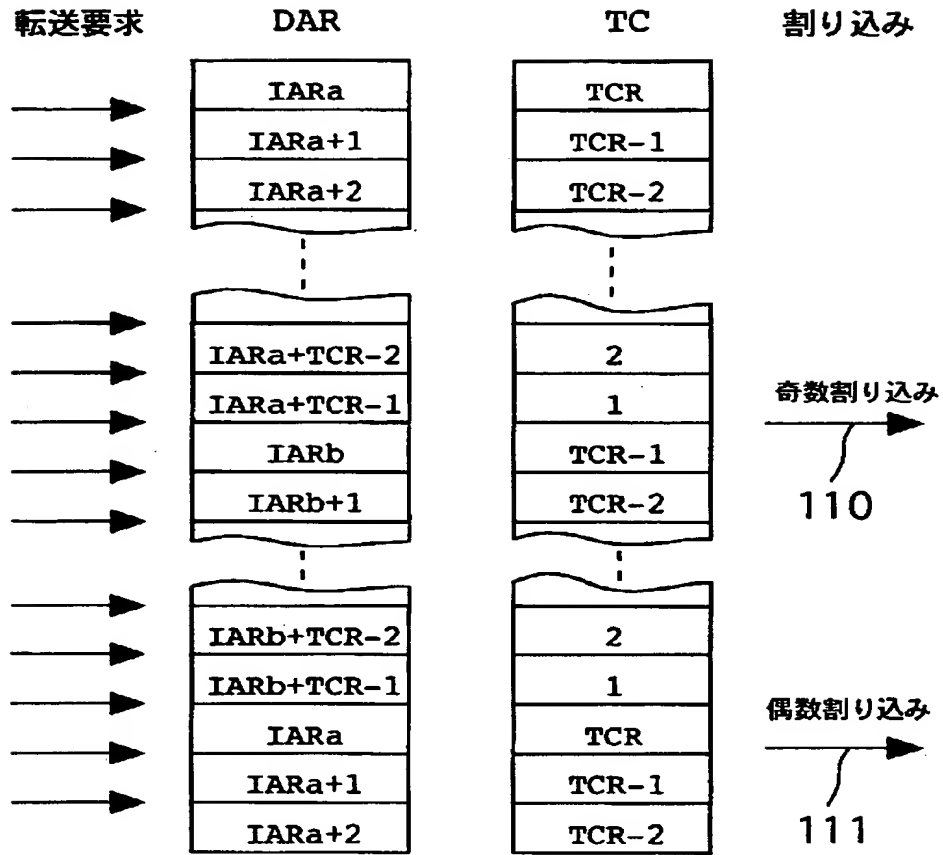 転送要求 DAR TC 割り込み
IARa TCR
IARa+1 TCR-1
IARa+2 TCR-2
IARa+TCR-2 2
IARa+TCR-1 1 奇数割り込み
IARb TCR-1
IARb+1 TCR-2 110
IARb+TCR-2 2
IARb+TCR-1 1 偶数割り込み
IARa TCR
IARa+1 TCR-1
IARa+2 TCR-2 111